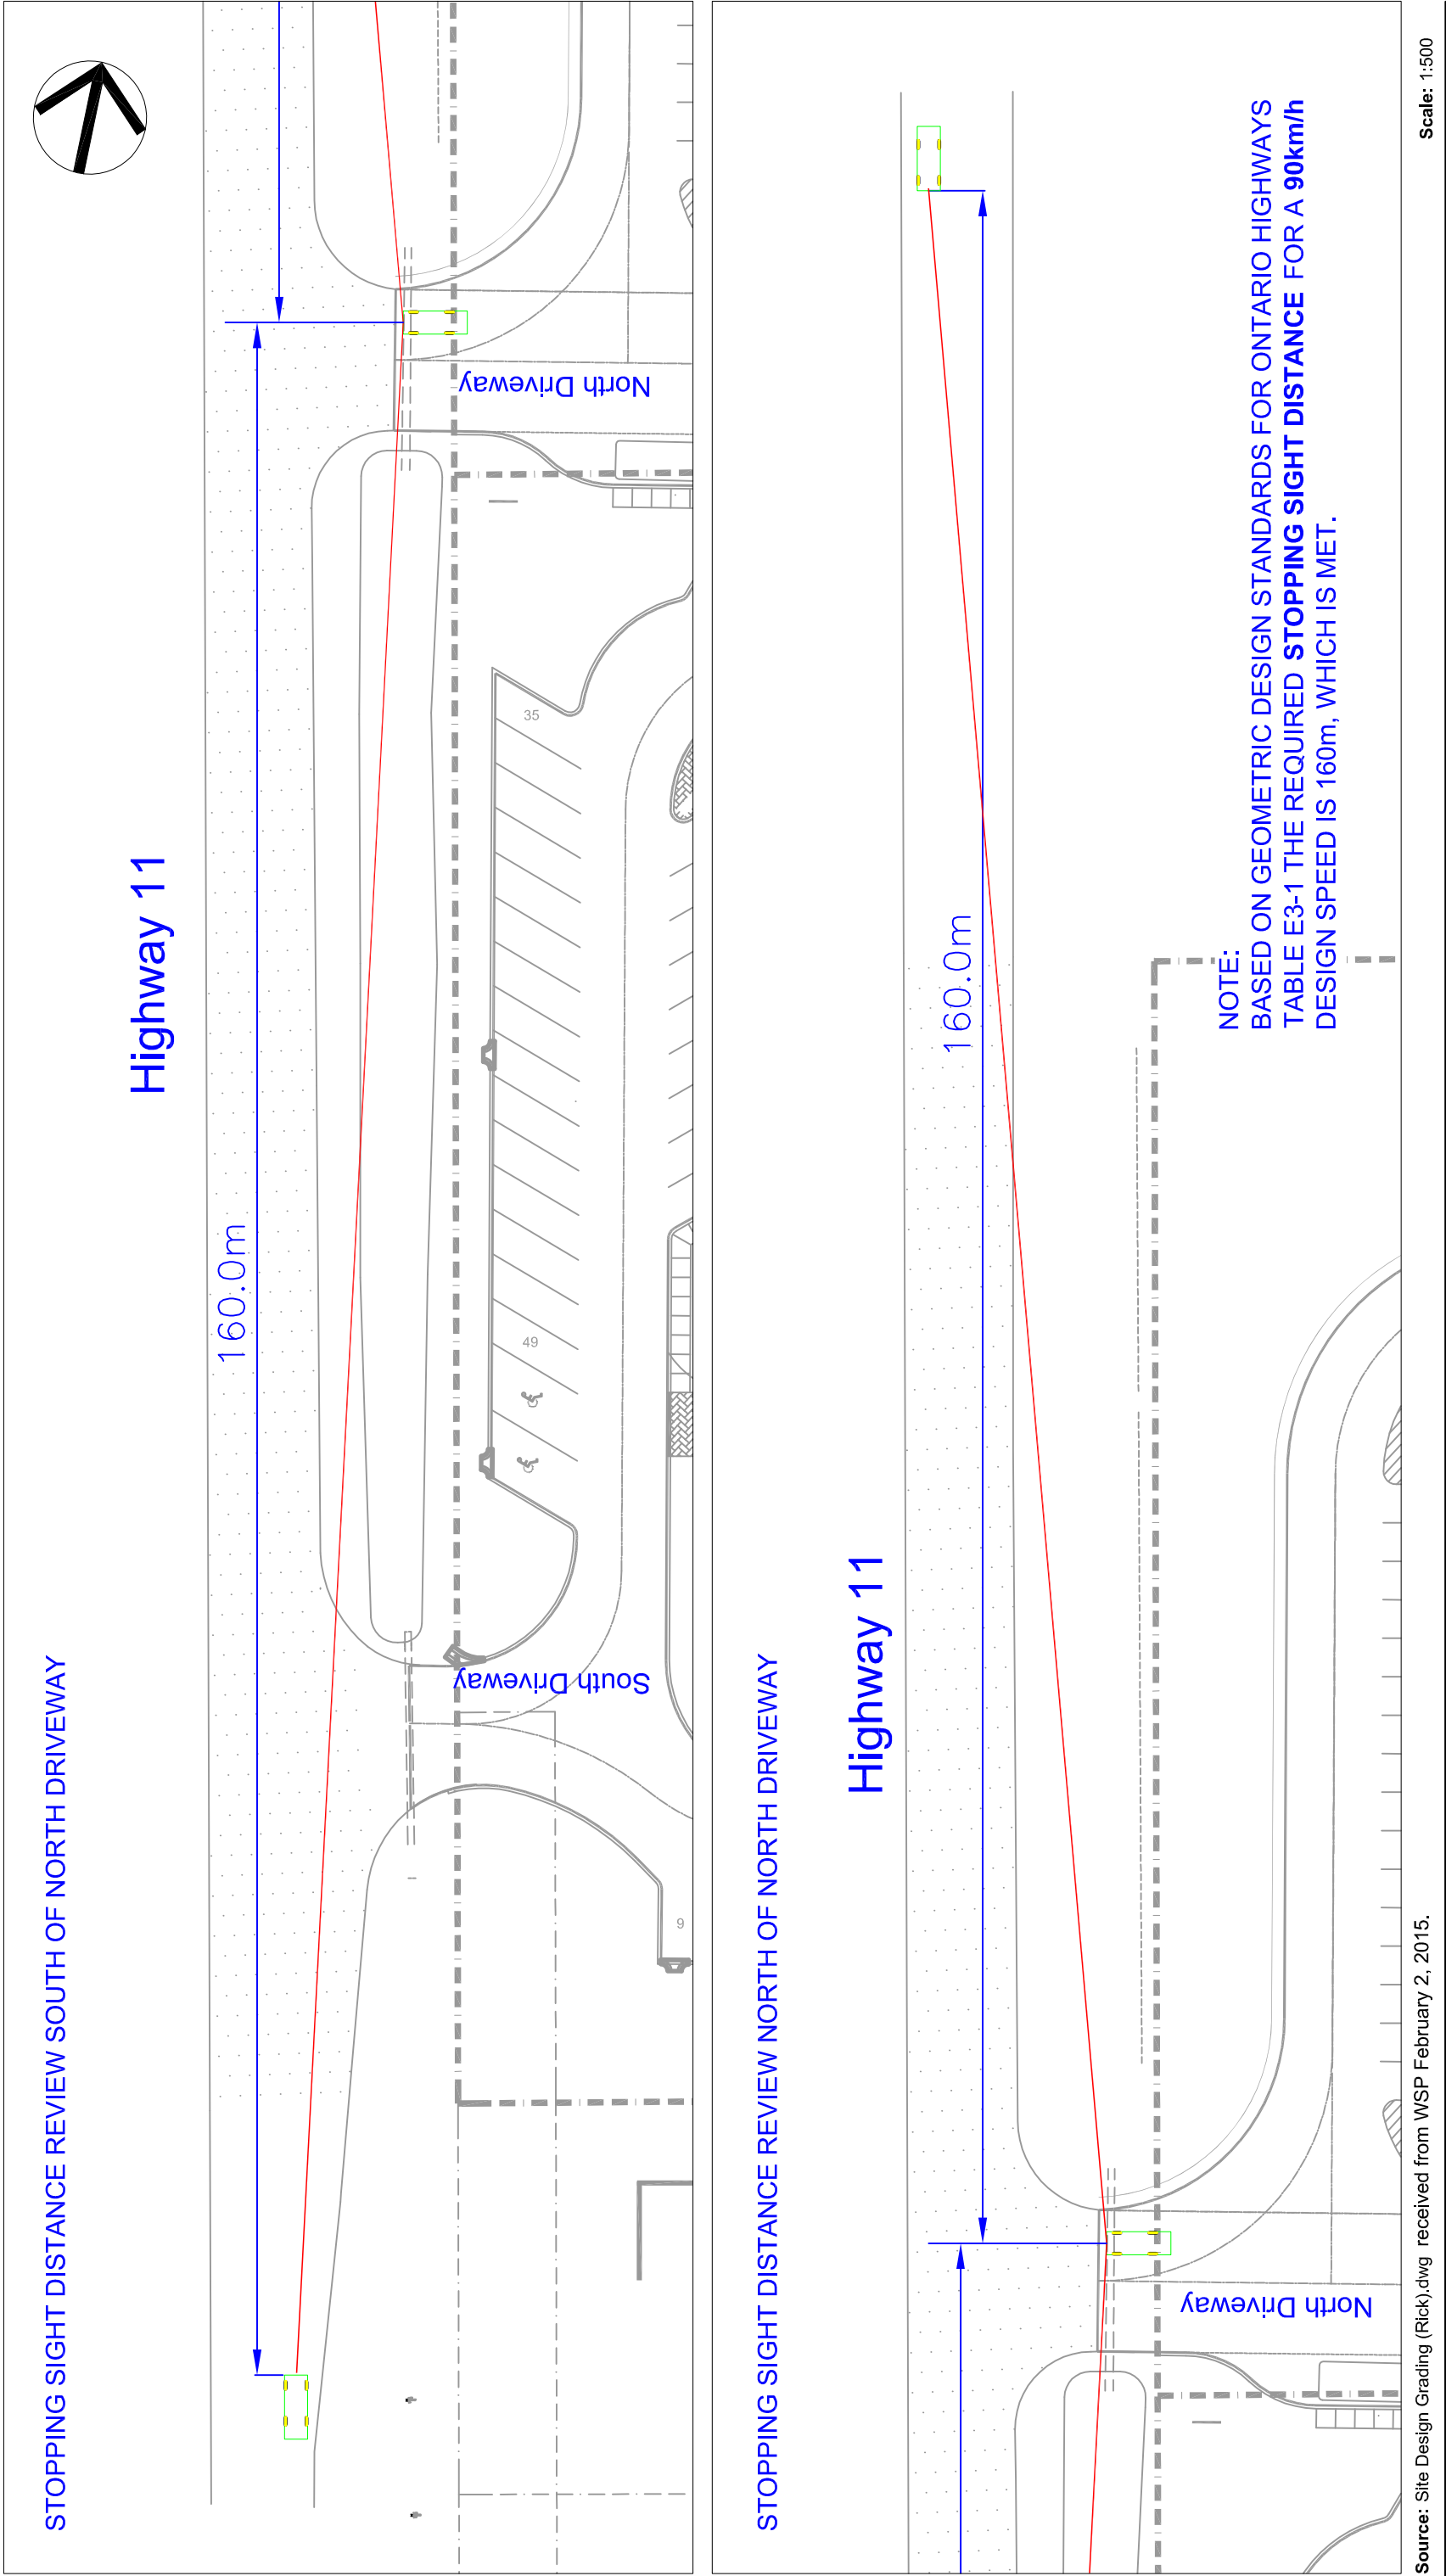 STOPPING SIGHT DISTANCE REVIEW SOUTH OF NORTH DRIVEWAY
Highway 11
160.0m
South Driveway
North Driveway
9
49
35
STOPPING SIGHT DISTANCE REVIEW NORTH OF NORTH DRIVEWAY
Highway 11
160.0m
North Driveway
NOTE:
BASED ON GEOMETRIC DESIGN STANDARDS FOR ONTARIO HIGHWAYS
TABLE E3-1 THE REQUIRED STOPPING SIGHT DISTANCE FOR A 90km/h
DESIGN SPEED IS 160m, WHICH IS MET.
Source: Site Design Grading (Rick).dwg received from WSP February 2, 2015.
Scale: 1:500